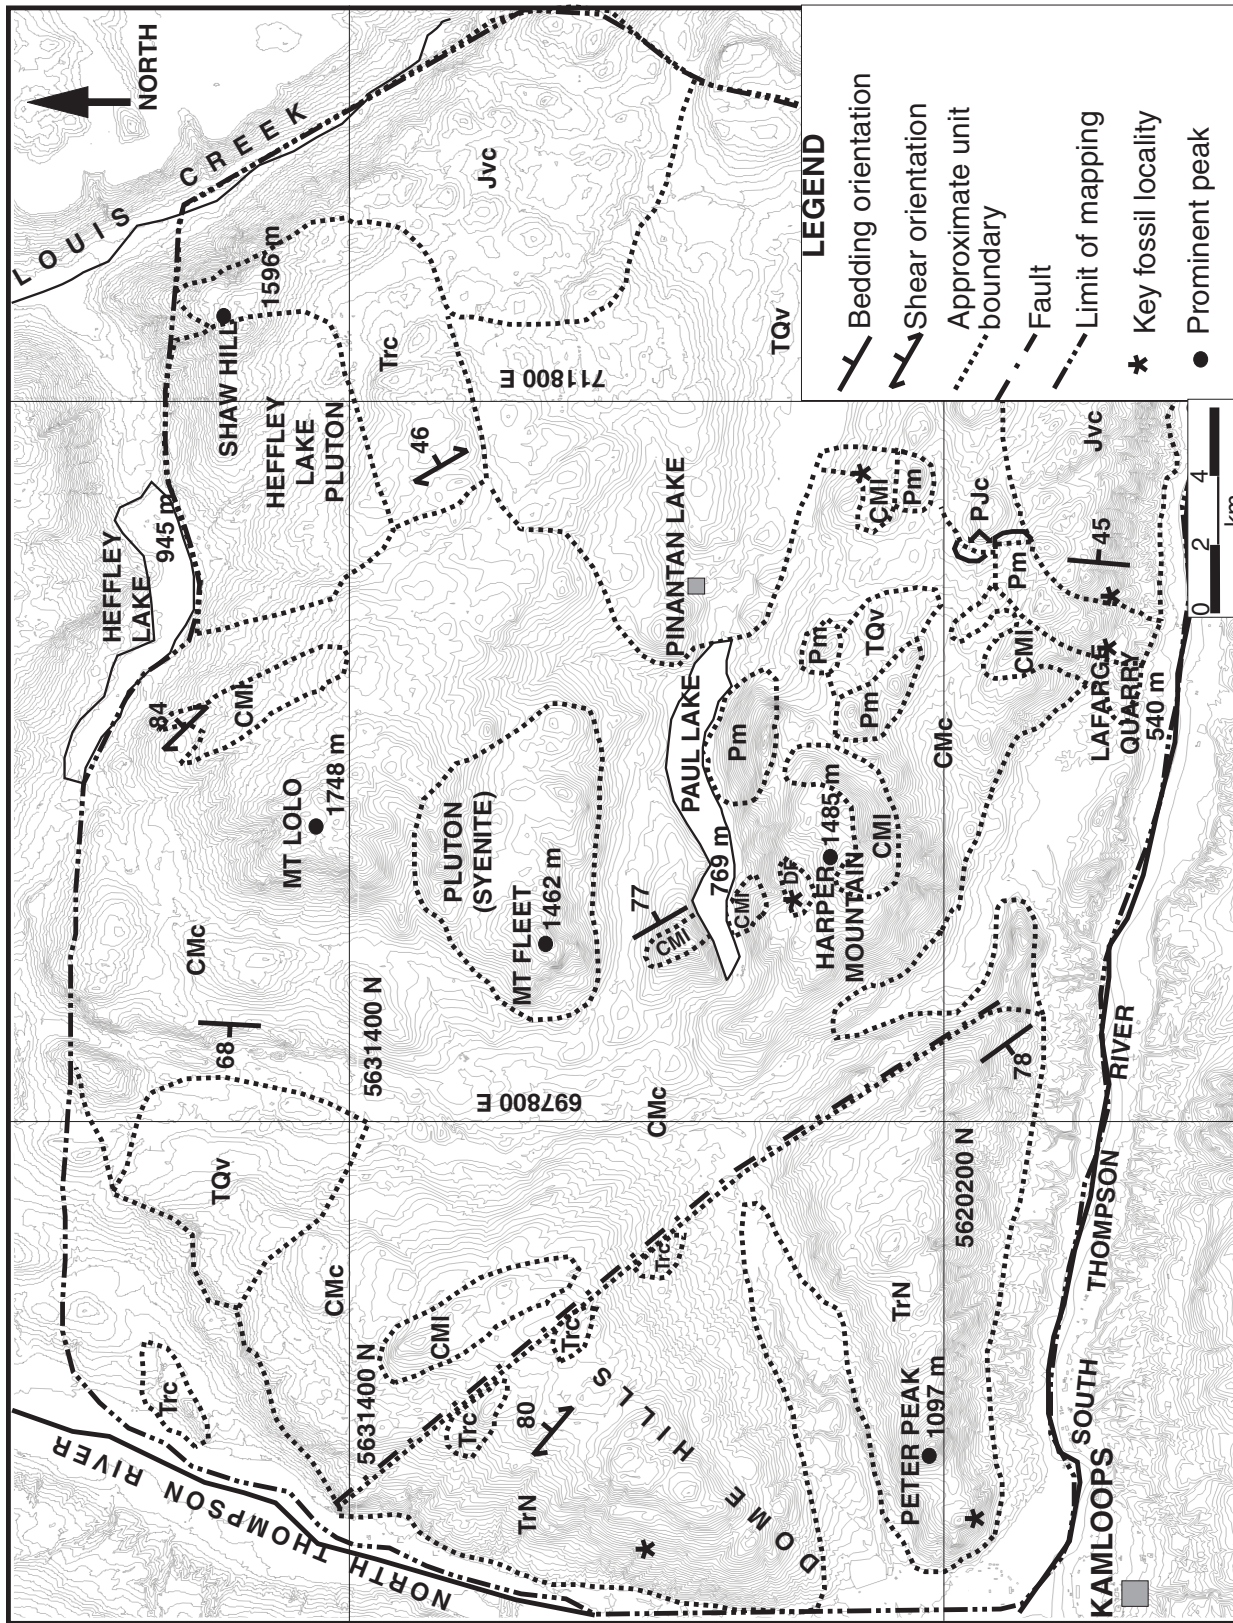 NORTH
LOUIS CREEK
HEFFLEY
LAKE
945 m
SHAW HILL
1596 m
HEFFLEY
LAKE
PLUTON
Trc
Jvc
TQv
711800 E
46
84
CMl
MT LOLO
1748 m
CMc
68
TQv
Trc
CMc
NORTH THOMPSON RIVER
5631400 N
5631400 N
697800 E
PLUTON
(SYENITE)
MT FLEET
1462 m
PINANTAN LAKE
PAUL LAKE
769 m
77
CMl
CMl
Pm
DF
HARPER
MOUNTAIN
1485 m
CMl
Pm
Pm
TQv
CMl
Pm
CMc
CMc
CMl
Trc
Trc
Trc
80
TrN
DOME HILLS
PETER PEAK
1097 m
TrN
5620200 N
78
PJc
Pm
CMl
Jvc
45
LAFARGE
QUARRY
540 m
SOUTH THOMPSON RIVER
KAMLOOPS
LEGEND
Bedding orientation
Shear orientation
Approximate unit
boundary
Fault
Limit of mapping
Key fossil locality
Prominent peak
0 2 4
km